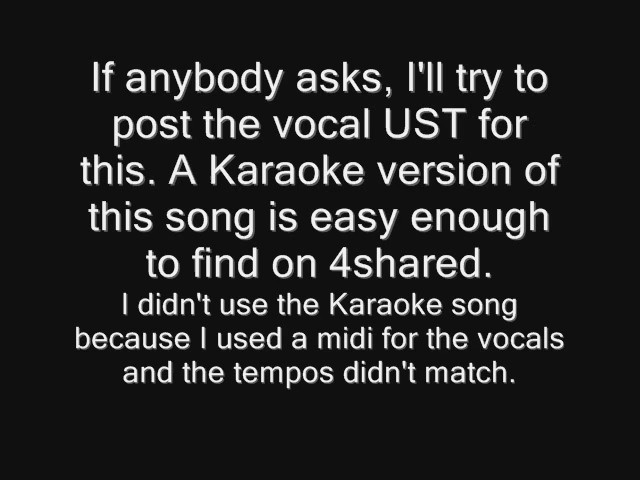 If anybody asks, I'll try to
post the vocal UST for
this. A Karaoke version of
this song is easy enough
to find on 4shared.
I didn't use the Karaoke song
because I used a midi for the vocals
and the tempos didn't match.